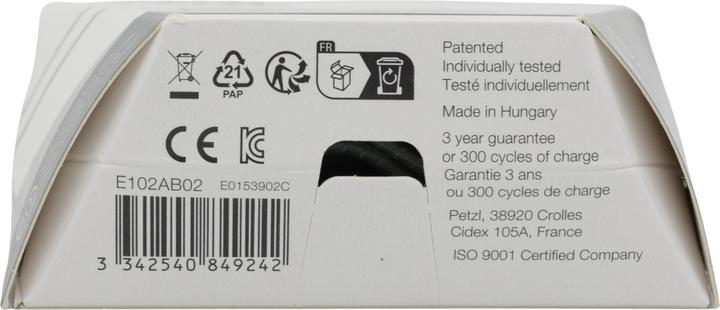 FR
21
PAP
CE
E102AB02 E0153902C
3 342540 849242
Patented
Individually tested
Testé individuellement
Made in Hungary
3 year guarantee
or 300 cycles of charge
Garantie 3 ans
ou 300 cycles de charge
Petzl, 38920 Crolles
Cidex 105A, France
ISO 9001 Certified Company